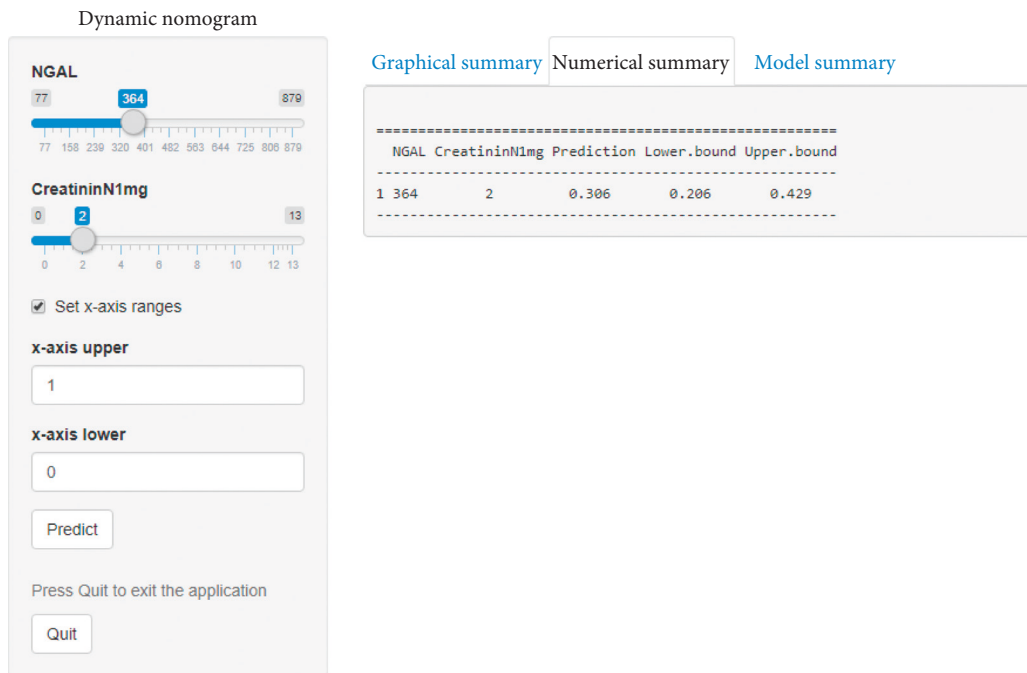 Dynamic nomogram
NGAL
77 364 879
77 158 239 320 401 482 563 644 725 806 879
CreatininN1mg
0 2 13
0 2 4 6 8 10 12 13
Set x-axis ranges
x-axis upper
1
x-axis lower
0
Predict
Press Quit to exit the application
Quit
Graphical summary Numerical summary Model summary
=======================================================
NGAL CreatininN1mg Prediction Lower.bound Upper.bound
-------------------------------------------------------
1 364 2 0.306 0.206 0.429
-------------------------------------------------------